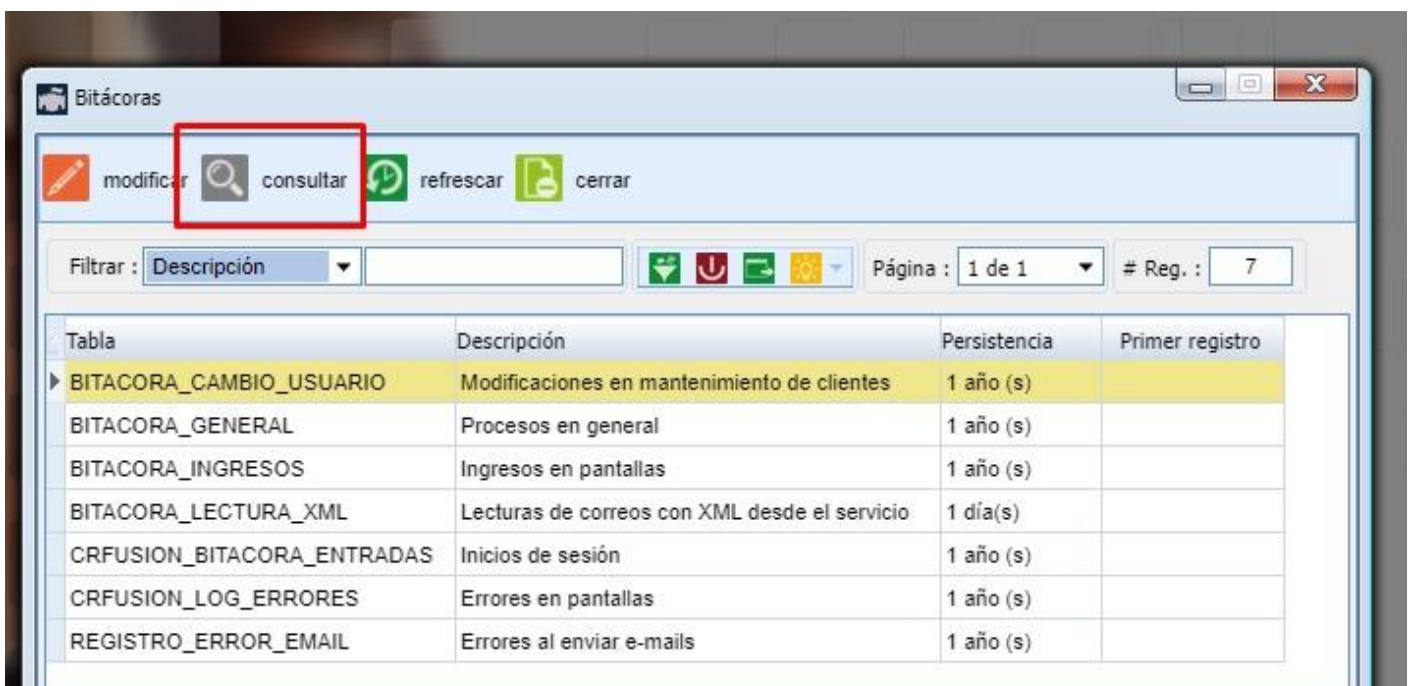 Bitácoras
modificar consultar refrescar cerrar
Filtrar : Descripción Página : 1 de 1 # Reg. : 7
Tabla Descripción Persistencia Primer registro
BITACORA_CAMBIO_USUARIO Modificaciones en mantenimiento de clientes 1 año (s)
BITACORA_GENERAL Procesos en general 1 año (s)
BITACORA_INGRESOS Ingresos en pantallas 1 año (s)
BITACORA_LECTURA_XML Lecturas de correos con XML desde el servicio 1 día(s)
CRFUSION_BITACORA_ENTRADAS Inicios de sesión 1 año (s)
CRFUSION_LOG_ERRORES Errores en pantallas 1 año (s)
REGISTRO_ERROR_EMAIL Errores al enviar e-mails 1 año (s)